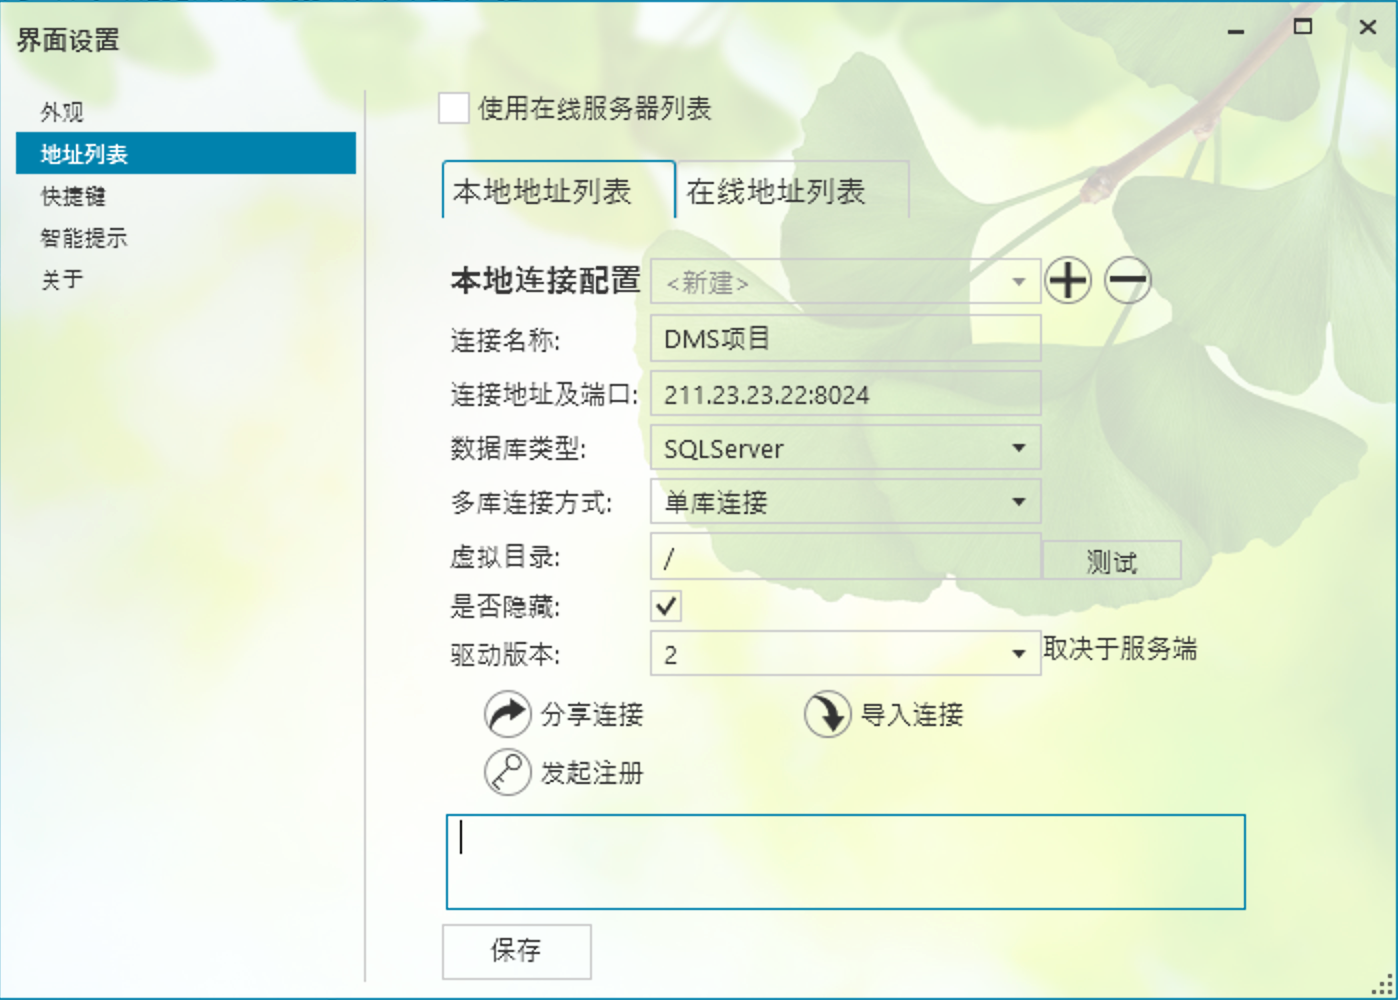 界面设置
外观
地址列表
快捷键
智能提示
关于
使用在线服务器列表
本地地址列表 在线地址列表
本地连接配置 <新建>
连接名称: DMS项目
连接地址及端口: 211.23.23.22:8024
数据库类型: SQLServer
多库连接方式: 单库连接
虚拟目录: / 测试
是否隐藏:
驱动版本: 2 取决于服务端
分享连接 导入连接
发起注册
保存